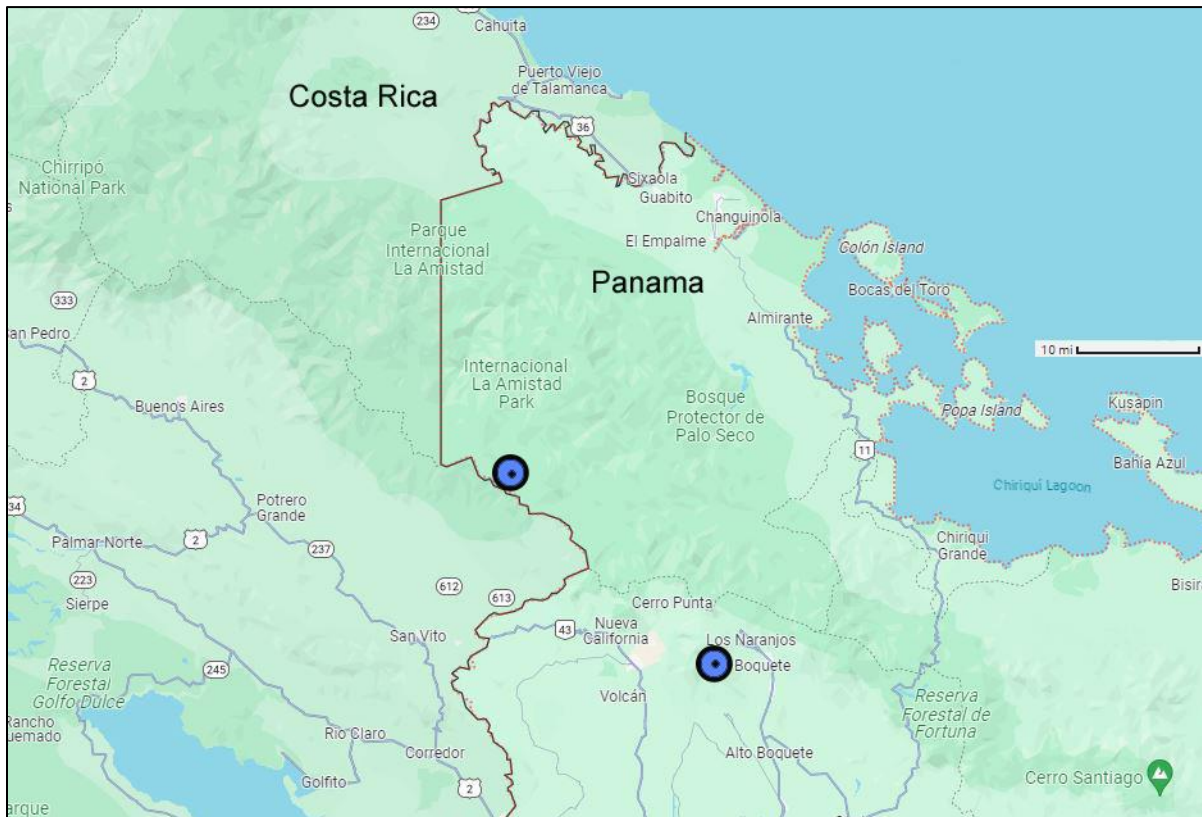 234
Cahuita
Costa Rica
Puerto Viejo
de Talamanca
36
Chirripó
National Park
Sixaola
Guabito
Parque
Internacional
La Amistad
Changuinola
El Empalme
Colón Island
Panama
Bocas del Toro
333
San Pedro
Almirante
10 mi
2
Internacional
La Amistad
Park
Bosque
Protector de
Palo Seco
Buenos Aires
Popa Island
Kusapin
11
Bahía Azul
Chiriquí Lagoon
34
Potrero
Grande
Palmar Norte
2
237
Chiriquí
Grande
223
Sierpe
612
613
Bisira
Cerro Punta
43
Nueva
California
San Vito
Los Naranjos
Boquete
245
Reserva
Forestal
Golfo Dulce
Volcán
Reserva
Forestal de
Fortuna
Rancho
uemado
Río Claro
Corredor
Alto Boquete
Golfito
2
Cerro Santiago
arque